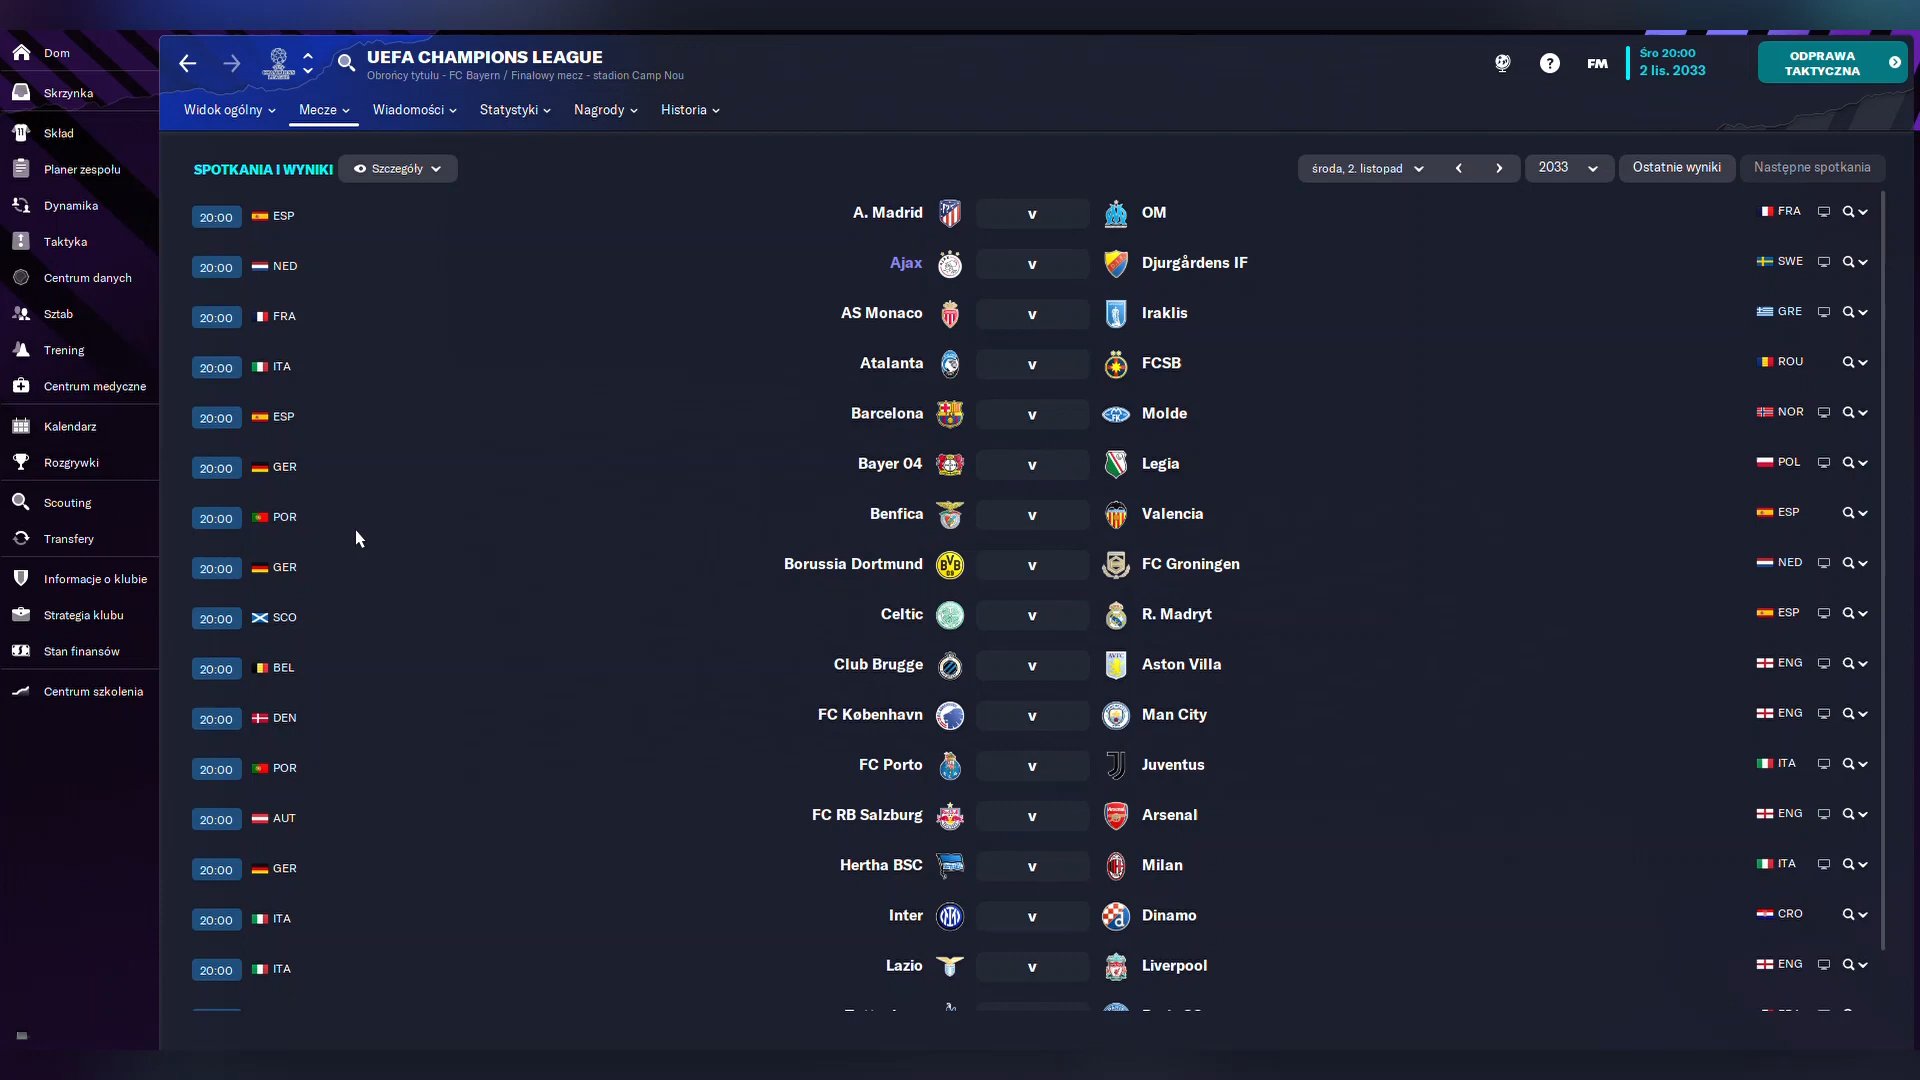 Dom
Skrzynka
Skład
Planer zespołu
Dynamika
Taktyka
Centrum danych
Sztab
Trening
Centrum medyczne
Kalendarz
Rozgrywki
Scouting
Transfery
Informacje o klubie
Strategia klubu
Stan finansów
Centrum szkolenia
UEFA CHAMPIONS LEAGUE
Obrońcy tytulu - FC Bayern / Finalowy mecz - stadion Camp Nou
FM
Śro 20:00
2 lis. 2033
ODPRAWA
TAKTYCZNA
Widok ogólny Mecze Wiadomości Statystyki Nagrody Historia
SPOTKANIA I WYNIKI Szczegóły środa, 2. listopad 2033 Ostatnie wyniki Następne spotkania
20:00 ESP A. Madrid v OM FRA
20:00 NED Ajax v Djurgårdens IF SWE
20:00 FRA AS Monaco v Iraklis GRE
20:00 ITA Atalanta v FCSB ROU
20:00 ESP Barcelona v Molde NOR
20:00 GER Bayer 04 v Legia POL
20:00 POR Benfica v Valencia ESP
20:00 GER Borussia Dortmund v FC Groningen NED
20:00 SCO Celtic v R. Madryt ESP
20:00 BEL Club Brugge v Aston Villa ENG
20:00 DEN FC København v Man City ENG
20:00 POR FC Porto v Juventus ITA
20:00 AUT FC RB Salzburg v Arsenal ENG
20:00 GER Hertha BSC v Milan ITA
20:00 ITA Inter v Dinamo CRO
20:00 ITA Lazio v Liverpool ENG